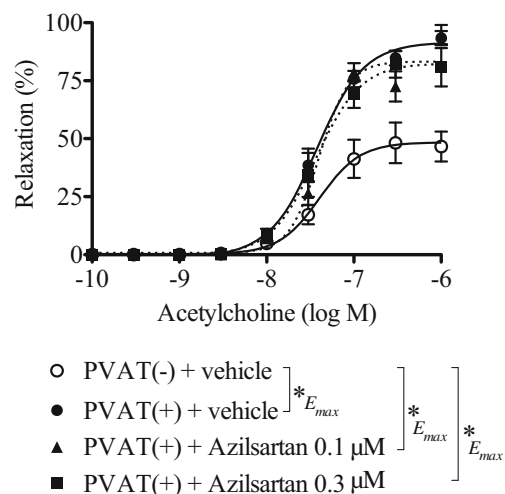 100
75
50
25
0
Relaxation (%)
-10 -9 -8 -7 -6
Acetylcholine (log M)
PVAT(-) + vehicle
PVAT(+) + vehicle
PVAT(+) + Azilsartan 0.1 μM
PVAT(+) + Azilsartan 0.3 μM
*Emax
*Emax
*Emax